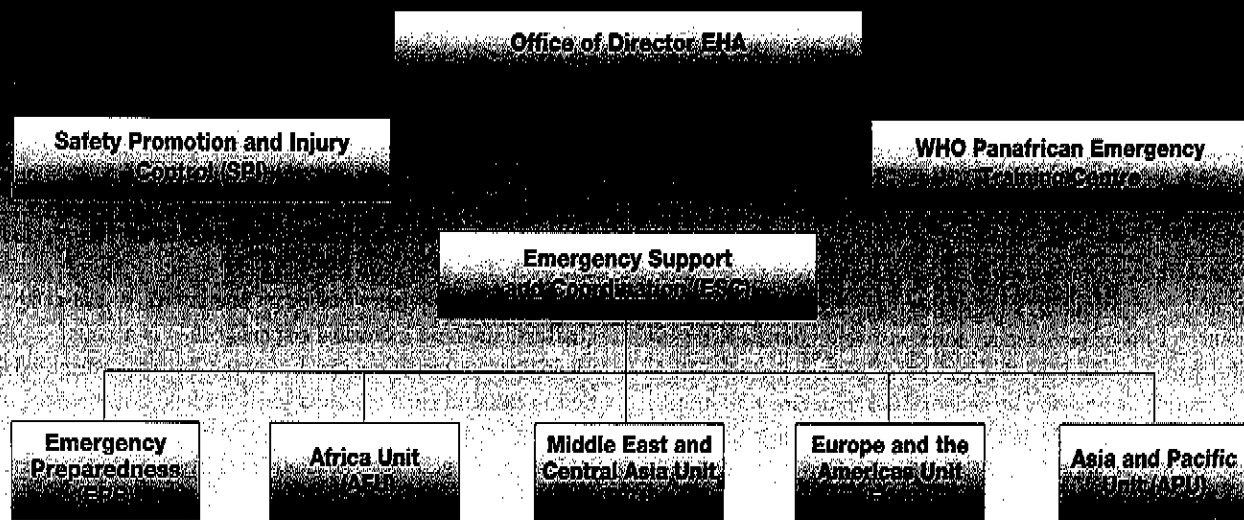 Office of Director EHA
Safety Promotion and Injury
Control (SPI)
WHO Panafrican Emergency
Training Centre
Emergency Support
and Coordination (ESC)
Emergency
Preparedness
Africa Unit
(AFU)
Middle East and
Central Asia Unit
Europe and the
Americas Unit
Asia and Pacific
Unit (APU)